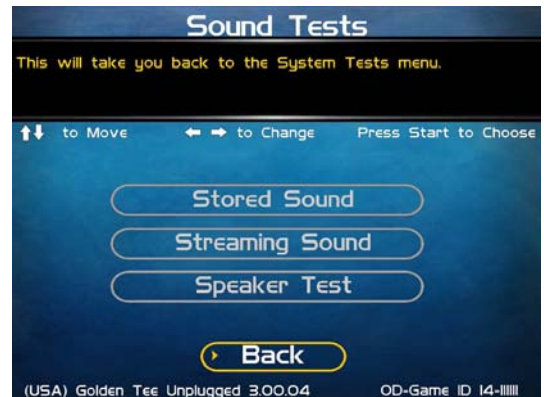 Sound Tests
This will take you back to the System Tests menu.
to Move to Change Press Start to Choose
Stored Sound
Streaming Sound
Speaker Test
Back
(USA) Golden Tee Unplugged 3.00.04 OD-Game ID 14-111111